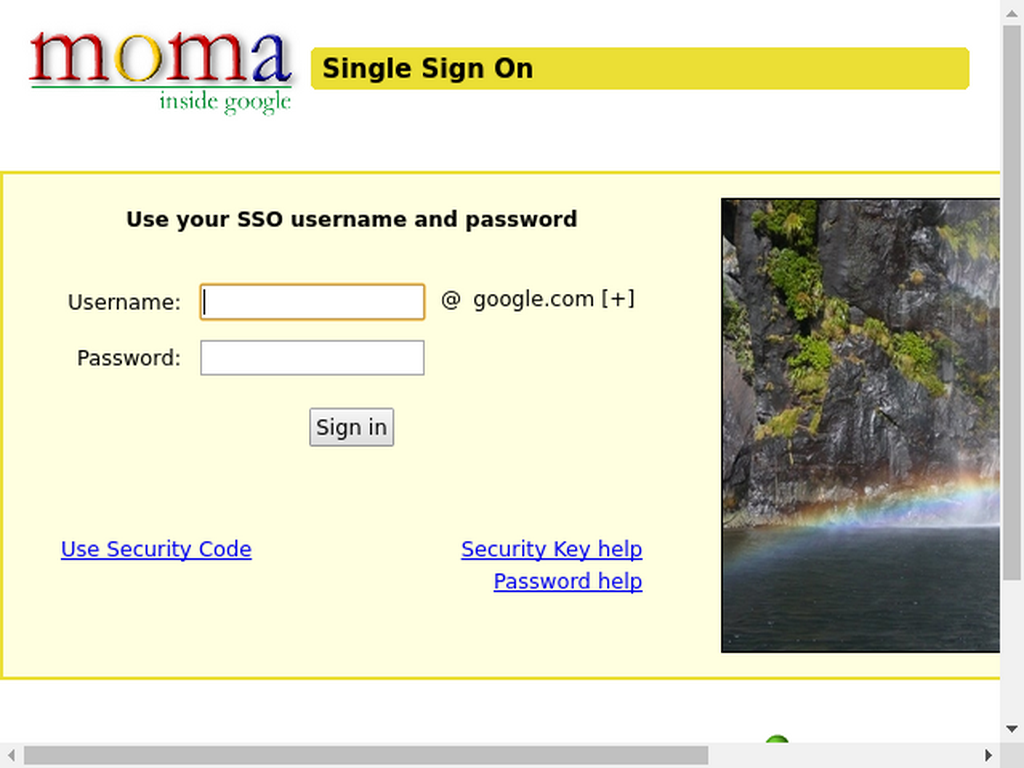 moma
inside google
Single Sign On
Use your SSO username and password
Username: @ google.com [+]
Password:
Sign in
Use Security Code
Security Key help
Password help